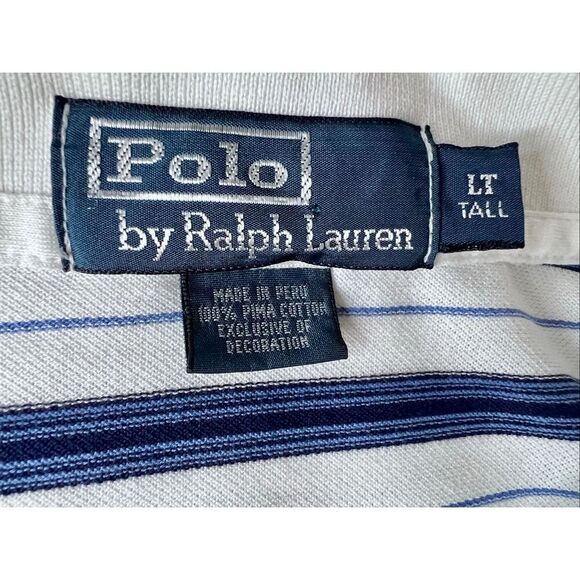 Polo
by Ralph Lauren
LT
TALL
MADE IN PERU
100% PIMA COTTON
EXCLUSIVE OF
DECORATION